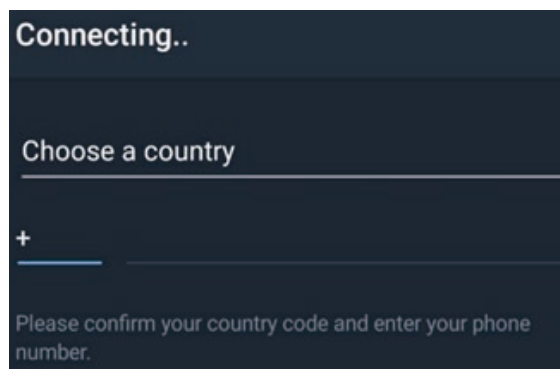 Connecting..
Choose a country
+
Please confirm your country code and enter your phone
number.